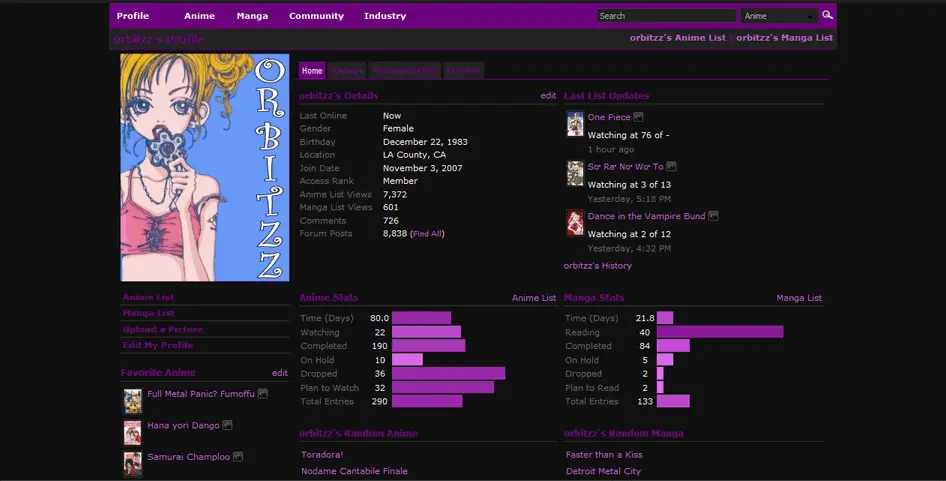 Profile Anime Manga Community Industry Search Anime
orbitzz's Profile orbitzz's Anime List | orbitzz's Manga List
ORBITZZ
Home
orbitzz's Details edit
Last Online Now
Gender Female
Birthday December 22, 1983
Location LA County, CA
Join Date November 3, 2007
Access Rank Member
Anime List Views 7,372
Manga List Views 601
Comments 726
Forum Posts 8,838 (Find All)
Last List Updates
One Piece
Watching at 76 of -
1 hour ago
So• Ra• No• Wo• To
Watching at 3 of 13
Yesterday, 5:18 PM
Dance in the Vampire Bund
Watching at 2 of 12
Yesterday, 4:32 PM
orbitzz's History
Anime List
Manga List
Upload a Picture
Edit My Profile
Favorite Anime edit
Full Metal Panic? Fumoffu
Hana yori Dango
Samurai Champloo
Anime Stats Anime List
Time (Days) 80.0
Watching 22
Completed 190
On Hold 10
Dropped 36
Plan to Watch 32
Total Entries 290
Manga Stats Manga List
Time (Days) 21.8
Reading 40
Completed 84
On Hold 5
Dropped 2
Plan to Read 2
Total Entries 133
orbitzz's Random Anime
Toradora!
Nodame Cantabile Finale
orbitzz's Random Manga
Faster than a Kiss
Detroit Metal City